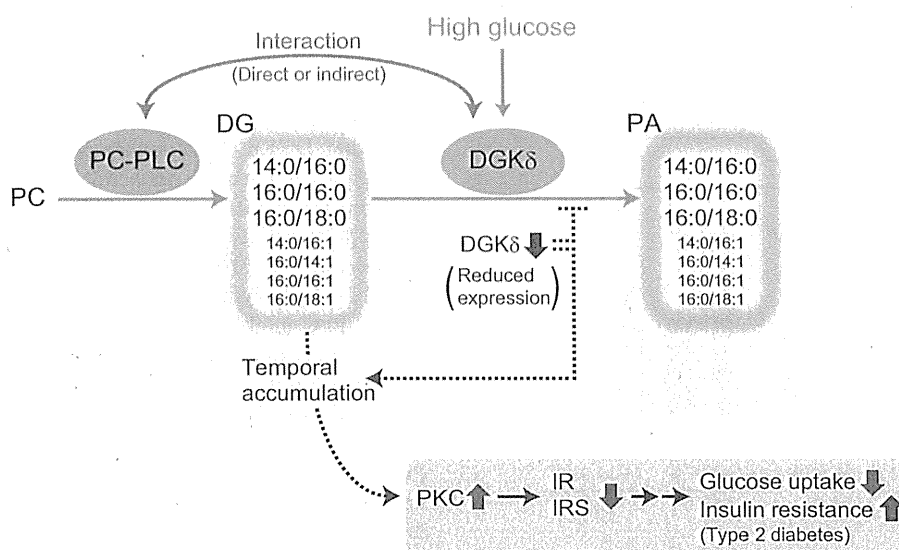 High glucose
Interaction
(Direct or indirect)
DG
PA
PC-PLC
DGKδ
PC
14:0/16:0
16:0/16:0
16:0/18:0
14:0/16:1
16:0/14:1
16:0/16:1
16:0/18:1
14:0/16:0
16:0/16:0
16:0/18:0
14:0/16:1
16:0/14:1
16:0/16:1
16:0/18:1
DGKδ
(Reduced
expression)
Temporal
accumulation
PKC
IR
IRS
Glucose uptake
Insulin resistance
(Type 2 diabetes)